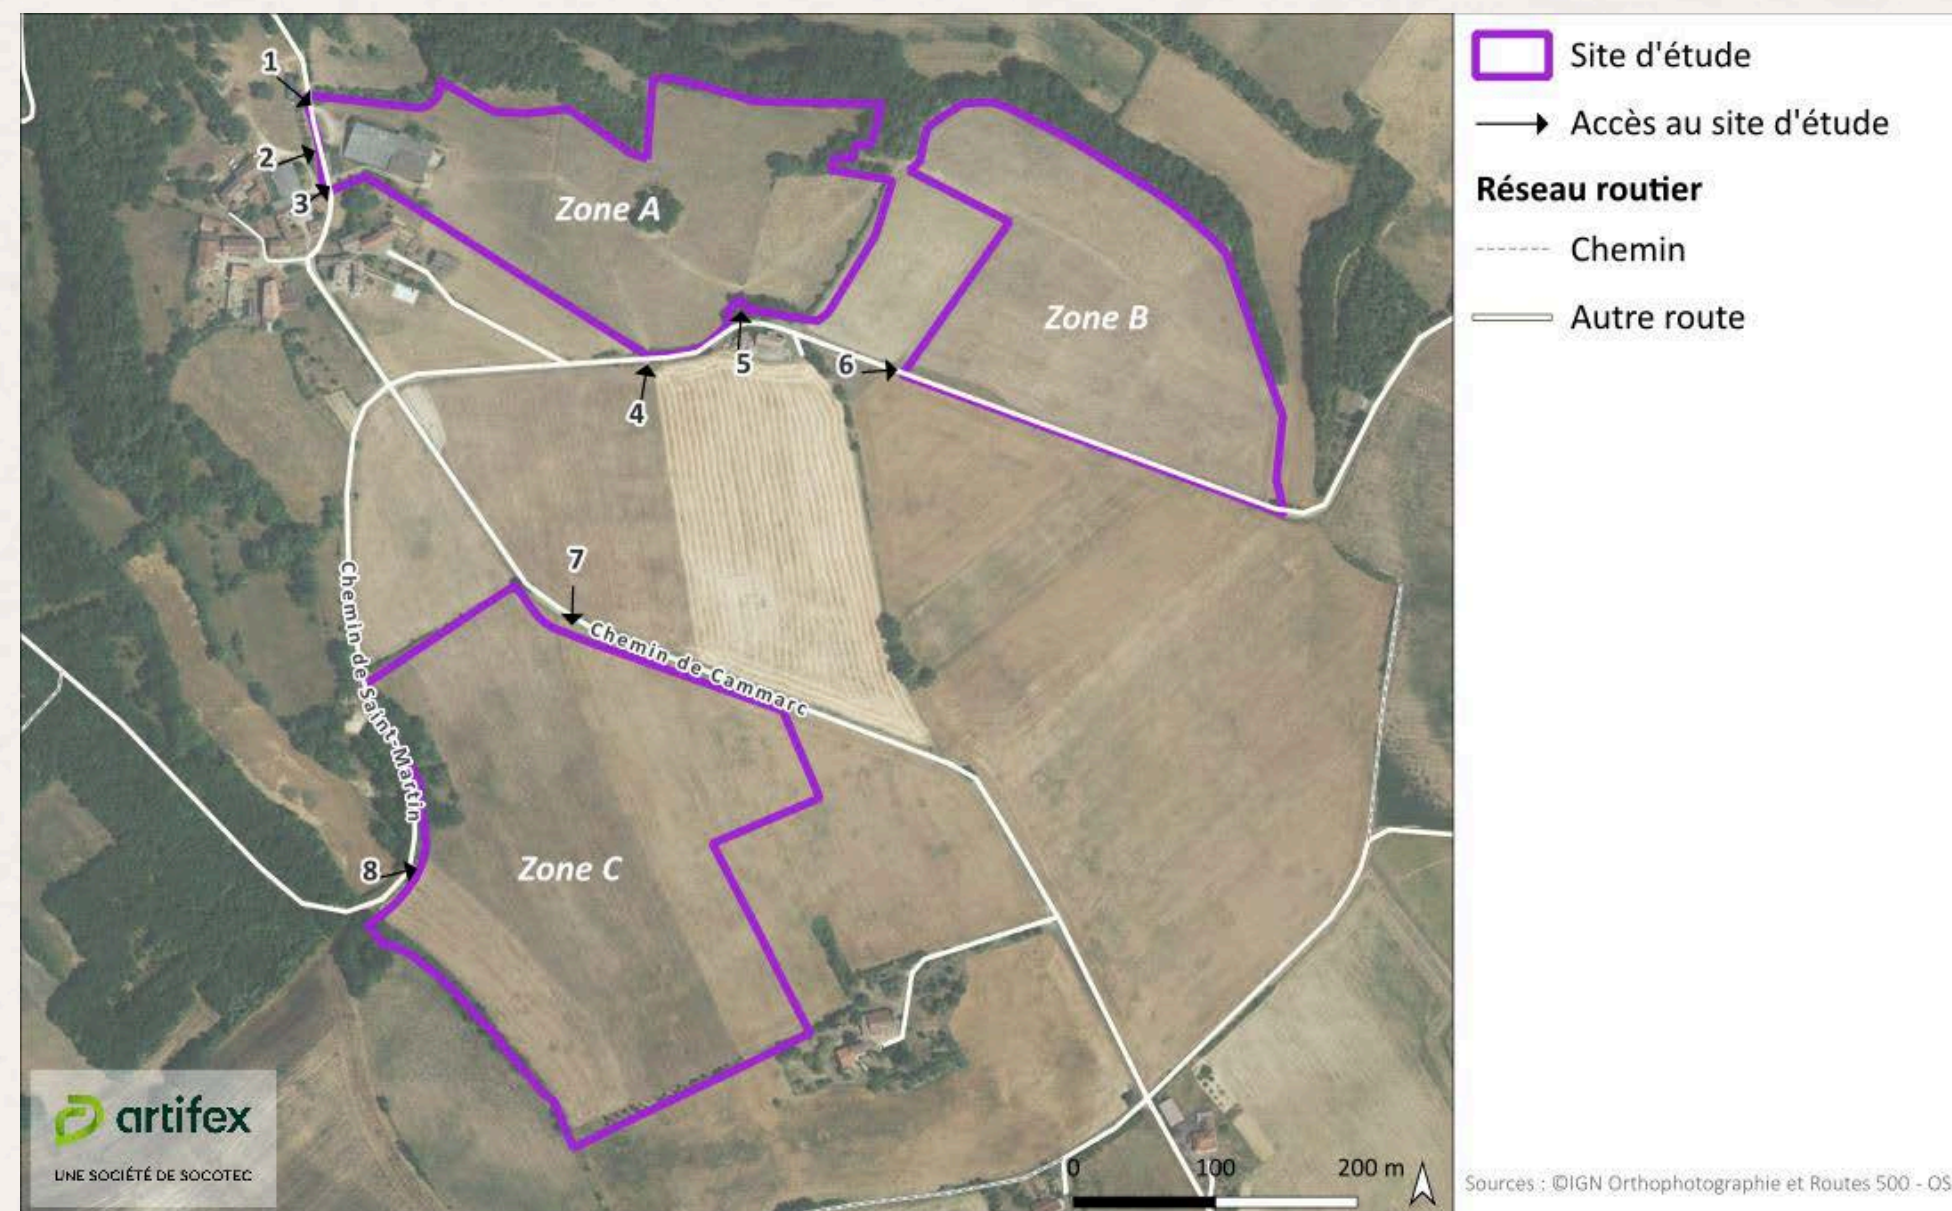 1
2
3
Zone A
Zone B
4
5
6
7
Chemin de Saint-Martin
Chemin de Cammarc
8
Zone C
artifex
UNE SOCIÉTÉ DE SOCOTEC
0 100 200 m
Site d'étude
Accès au site d'étude
Réseau routier
Chemin
Autre route
Sources : ©IGN Orthophotographie et Routes 500 - OS